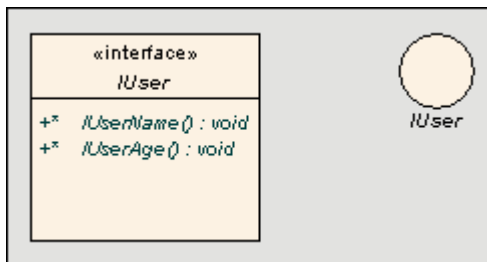 «interface»
IUser
+* IUserName() : void
+* IUserAge() : void
IUser